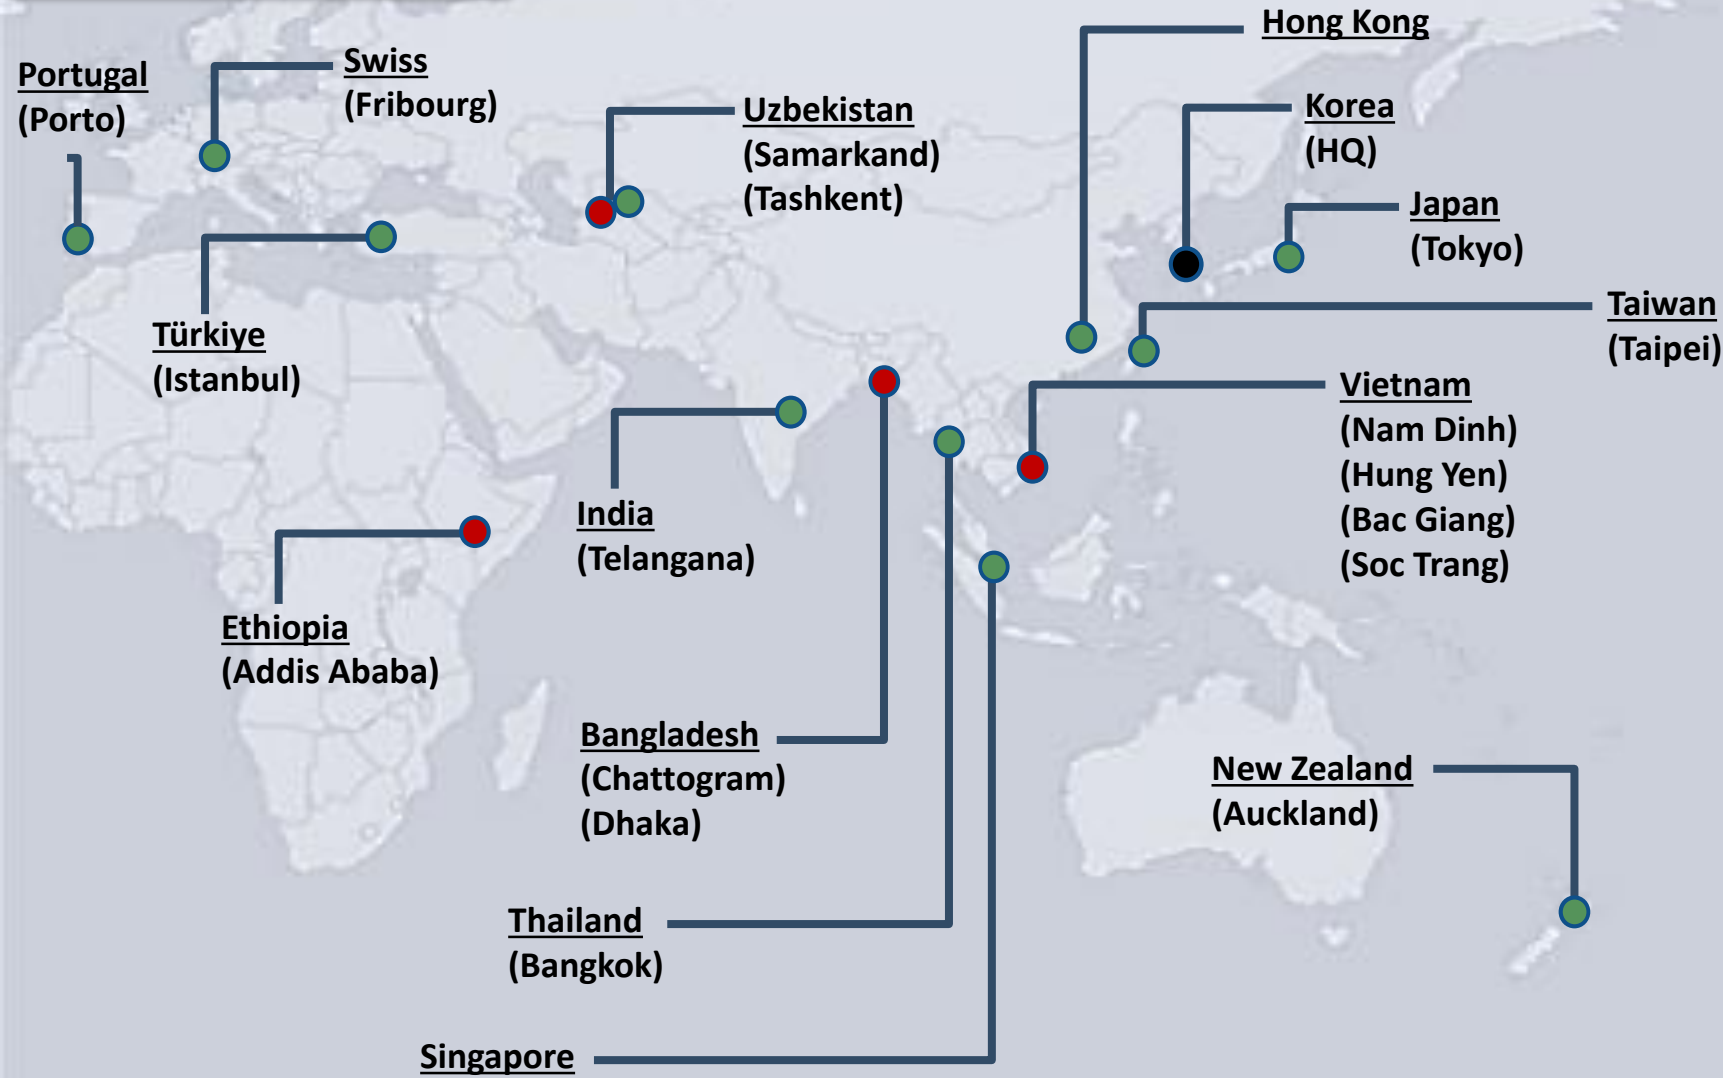 Hong Kong
Portugal
(Porto)
Swiss
(Fribourg)
Uzbekistan
(Samarkand)
(Tashkent)
Korea
(HQ)
Japan
(Tokyo)
Taiwan
(Taipei)
Türkiye
(Istanbul)
Vietnam
(Nam Dinh)
(Hung Yen)
(Bac Giang)
(Soc Trang)
India
(Telangana)
Ethiopia
(Addis Ababa)
Bangladesh
(Chattogram)
(Dhaka)
New Zealand
(Auckland)
Thailand
(Bangkok)
Singapore